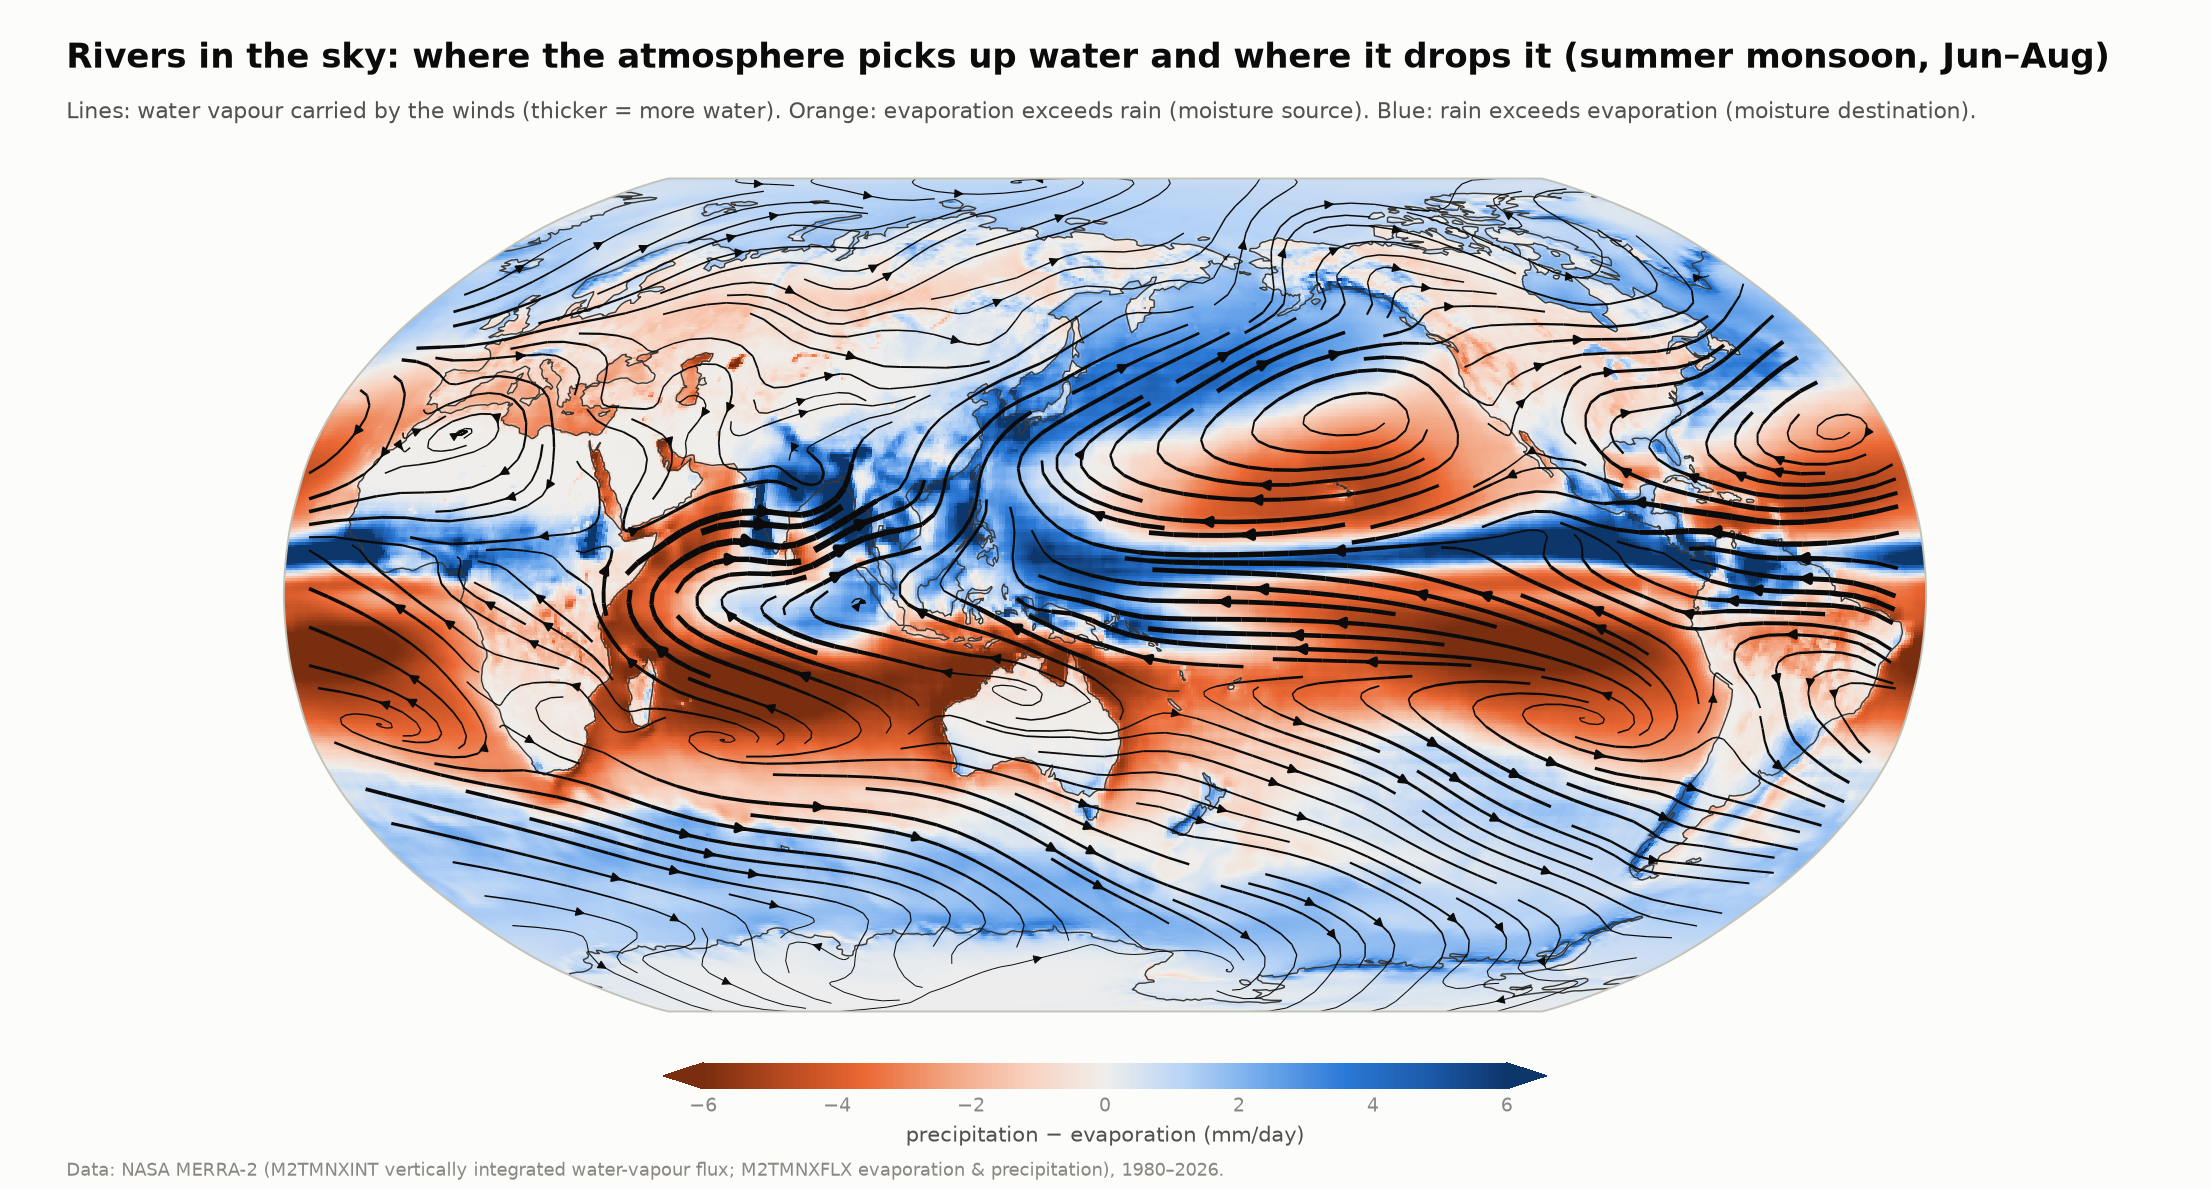 Rivers in the sky: where the atmosphere picks up water and where it drops it (summer monsoon, Jun–Aug)
Lines: water vapour carried by the winds (thicker = more water). Orange: evaporation exceeds rain (moisture source). Blue: rain exceeds evaporation (moisture destination).
−6 −4 −2 0 2 4 6
precipitation − evaporation (mm/day)
Data: NASA MERRA-2 (M2TMNXINT vertically integrated water-vapour flux; M2TMNXFLX evaporation & precipitation), 1980–2026.